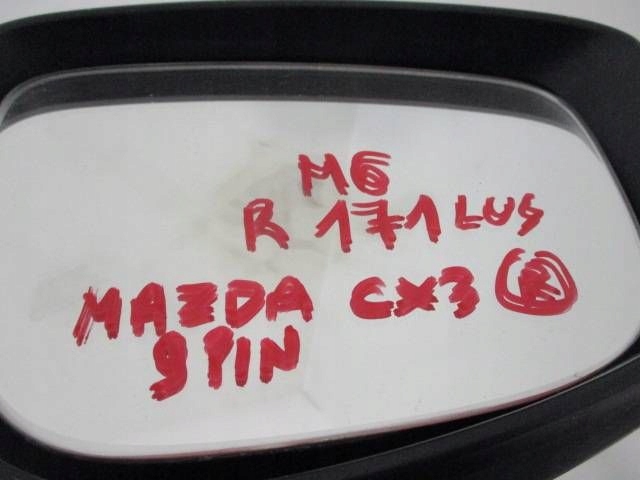 M6
R 171 LUS
MAZDA CX3 R
9 PIN